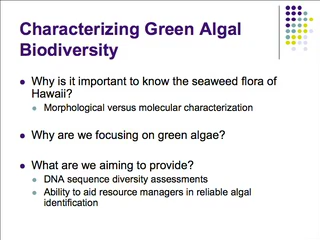 Characterizing Green Algal
Biodiversity
Why is it important to know the seaweed flora of
Hawaii?
Morphological versus molecular characterization
Why are we focusing on green algae?
What are we aiming to provide?
DNA sequence diversity assessments
Ability to aid resource managers in reliable algal
identification